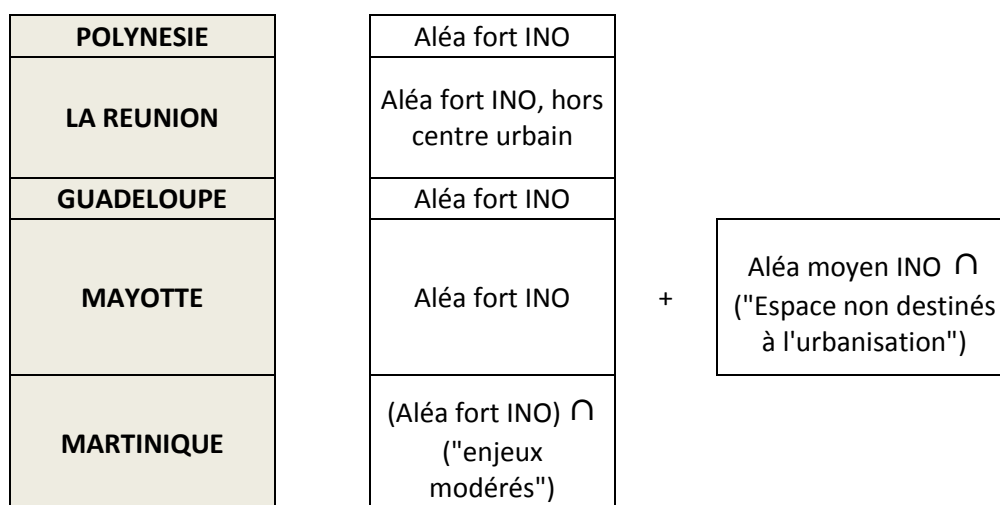 POLYNESIE
Aléa fort INO
LA REUNION
Aléa fort INO, hors
centre urbain
GUADELOUPE
Aléa fort INO
MAYOTTE
Aléa fort INO
+
Aléa moyen INO ∩
("Espace non destinés
à l'urbanisation")
MARTINIQUE
(Aléa fort INO) ∩
("enjeux
modérés")